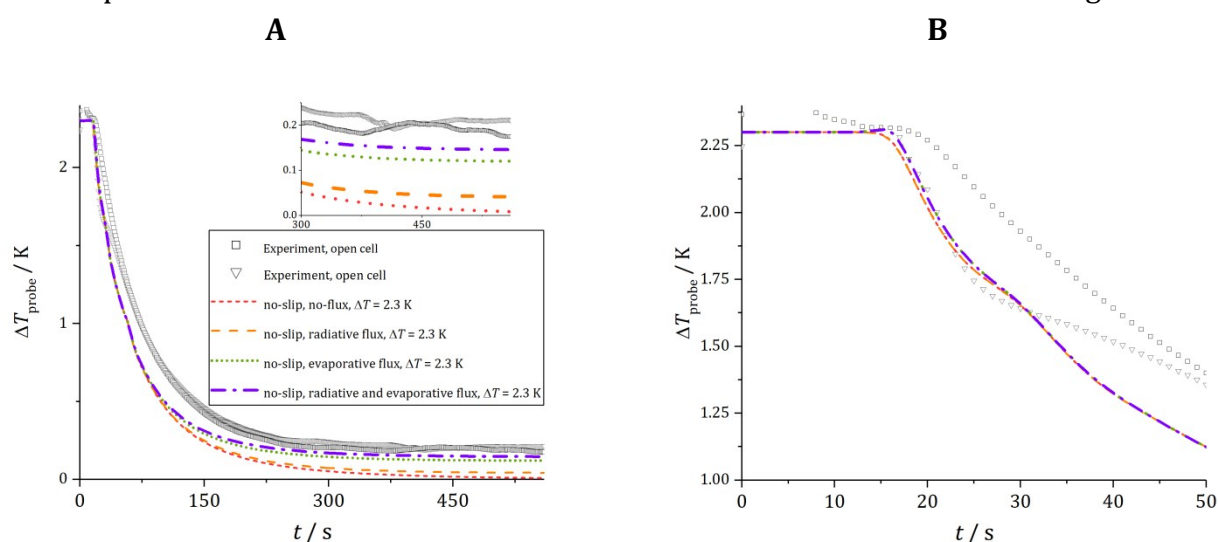 A
B
0.2
0.1
0.0
300
450
2
1
0
ΔT_probe / K
Experiment, open cell
Experiment, open cell
no-slip, no-flux, ΔT = 2.3 K
no-slip, radiative flux, ΔT = 2.3 K
no-slip, evaporative flux, ΔT = 2.3 K
no-slip, radiative and evaporative flux, ΔT = 2.3 K
0 150 300 450
t / s
2.25
2.00
1.75
1.50
1.25
1.00
ΔT_probe / K
0 10 20 30 40 50
t / s